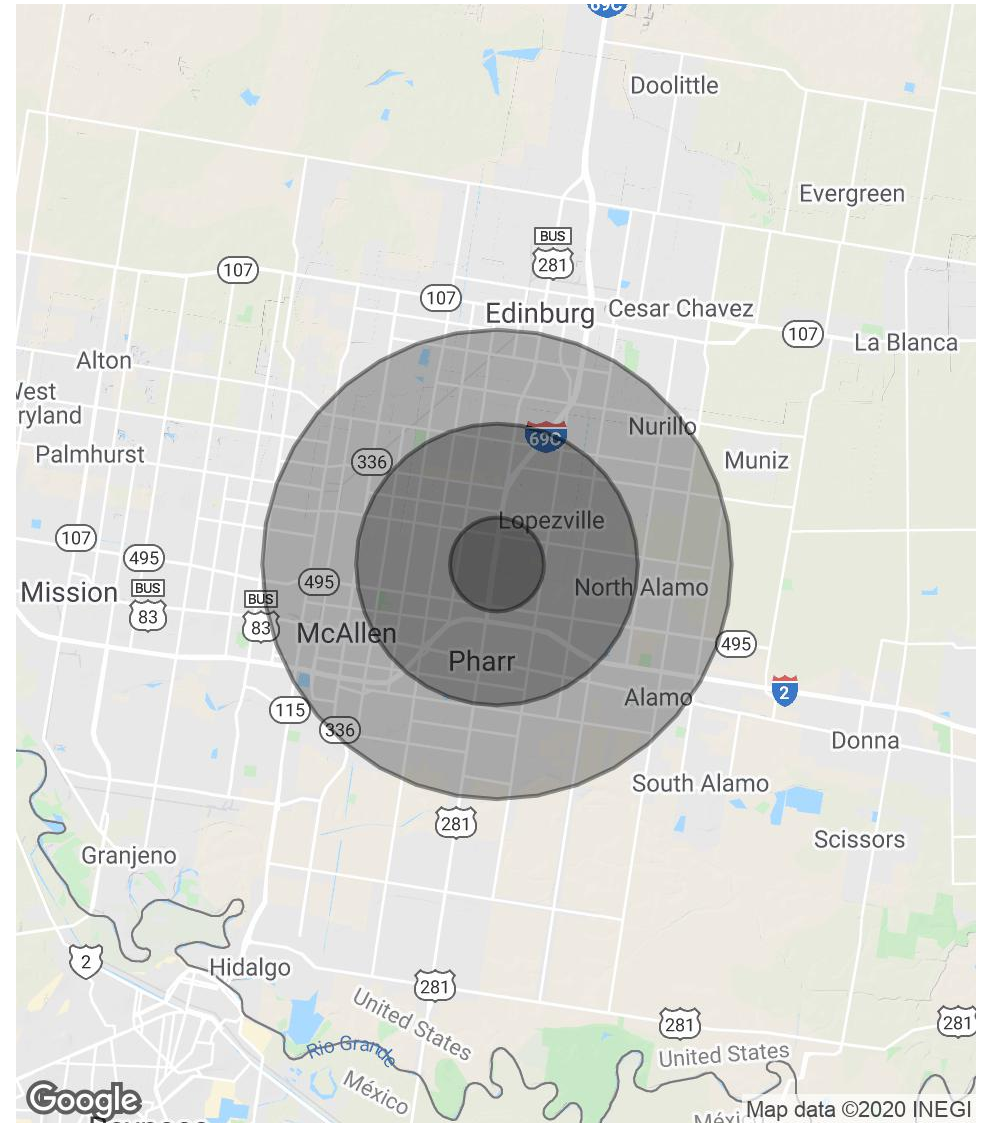 69C
Doolittle
Evergreen
BUS
281
107
107
Edinburg
Cesar Chavez
107
La Blanca
Alton
West
ryland
Nurillo
69C
Palmhurst
336
Muniz
Lopezville
107
495
BUS
83
Mission
495
North Alamo
BUS
83
McAllen
495
Pharr
2
Alamo
115
336
Donna
South Alamo
281
Scissors
Granjeno
2
Hidalgo
281
United States
281
281
Rio Grande
United States
México
Google
Map data ©2020 INEGI